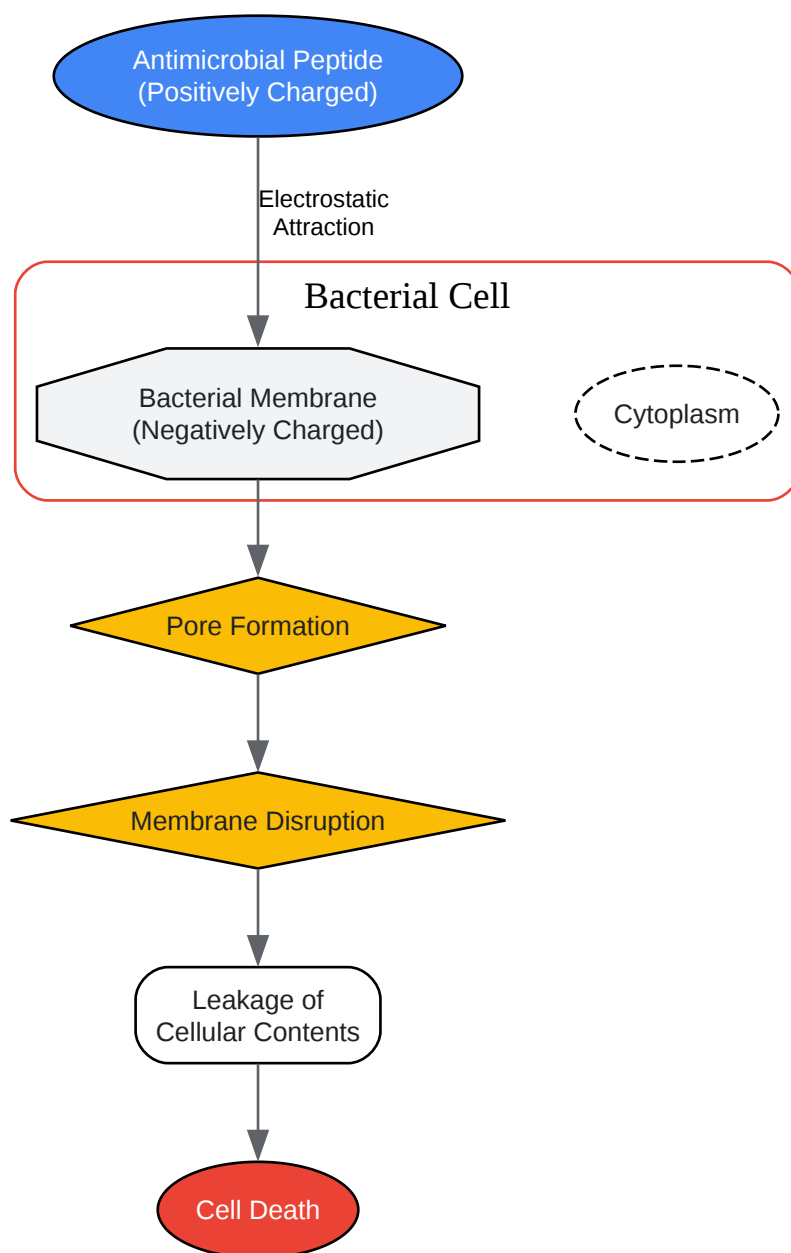 Antimicrobial Peptide
(Positively Charged)
Electrostatic
Attraction
Bacterial Cell
Bacterial Membrane
(Negatively Charged)
Cytoplasm
Pore Formation
Membrane Disruption
Leakage of
Cellular Contents
Cell Death